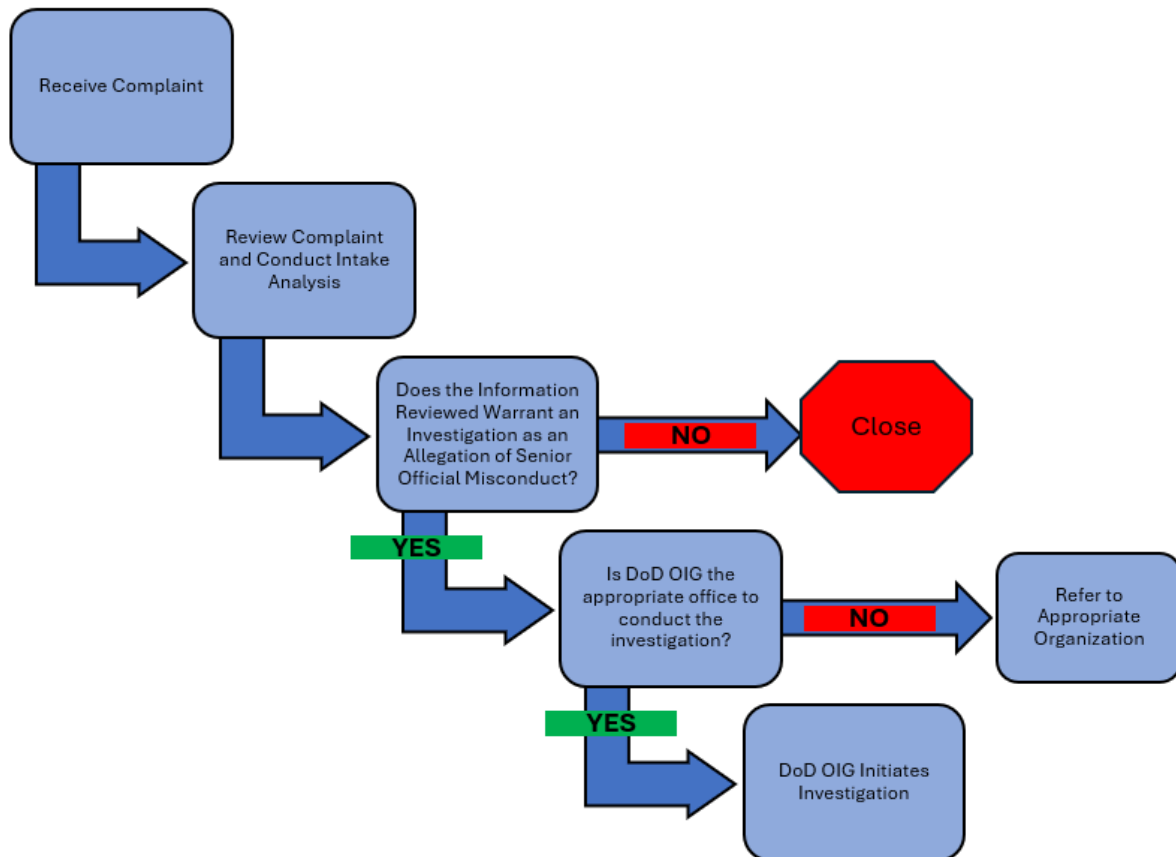 Receive Complaint
Review Complaint
and Conduct Intake
Analysis
Does the Information
Reviewed Warrant an
Investigation as an
Allegation of Senior
Official Misconduct?
NO
Close
YES
Is DoD OIG the
appropriate office to
conduct the
investigation?
NO
Refer to
Appropriate
Organization
YES
DoD OIG Initiates
Investigation